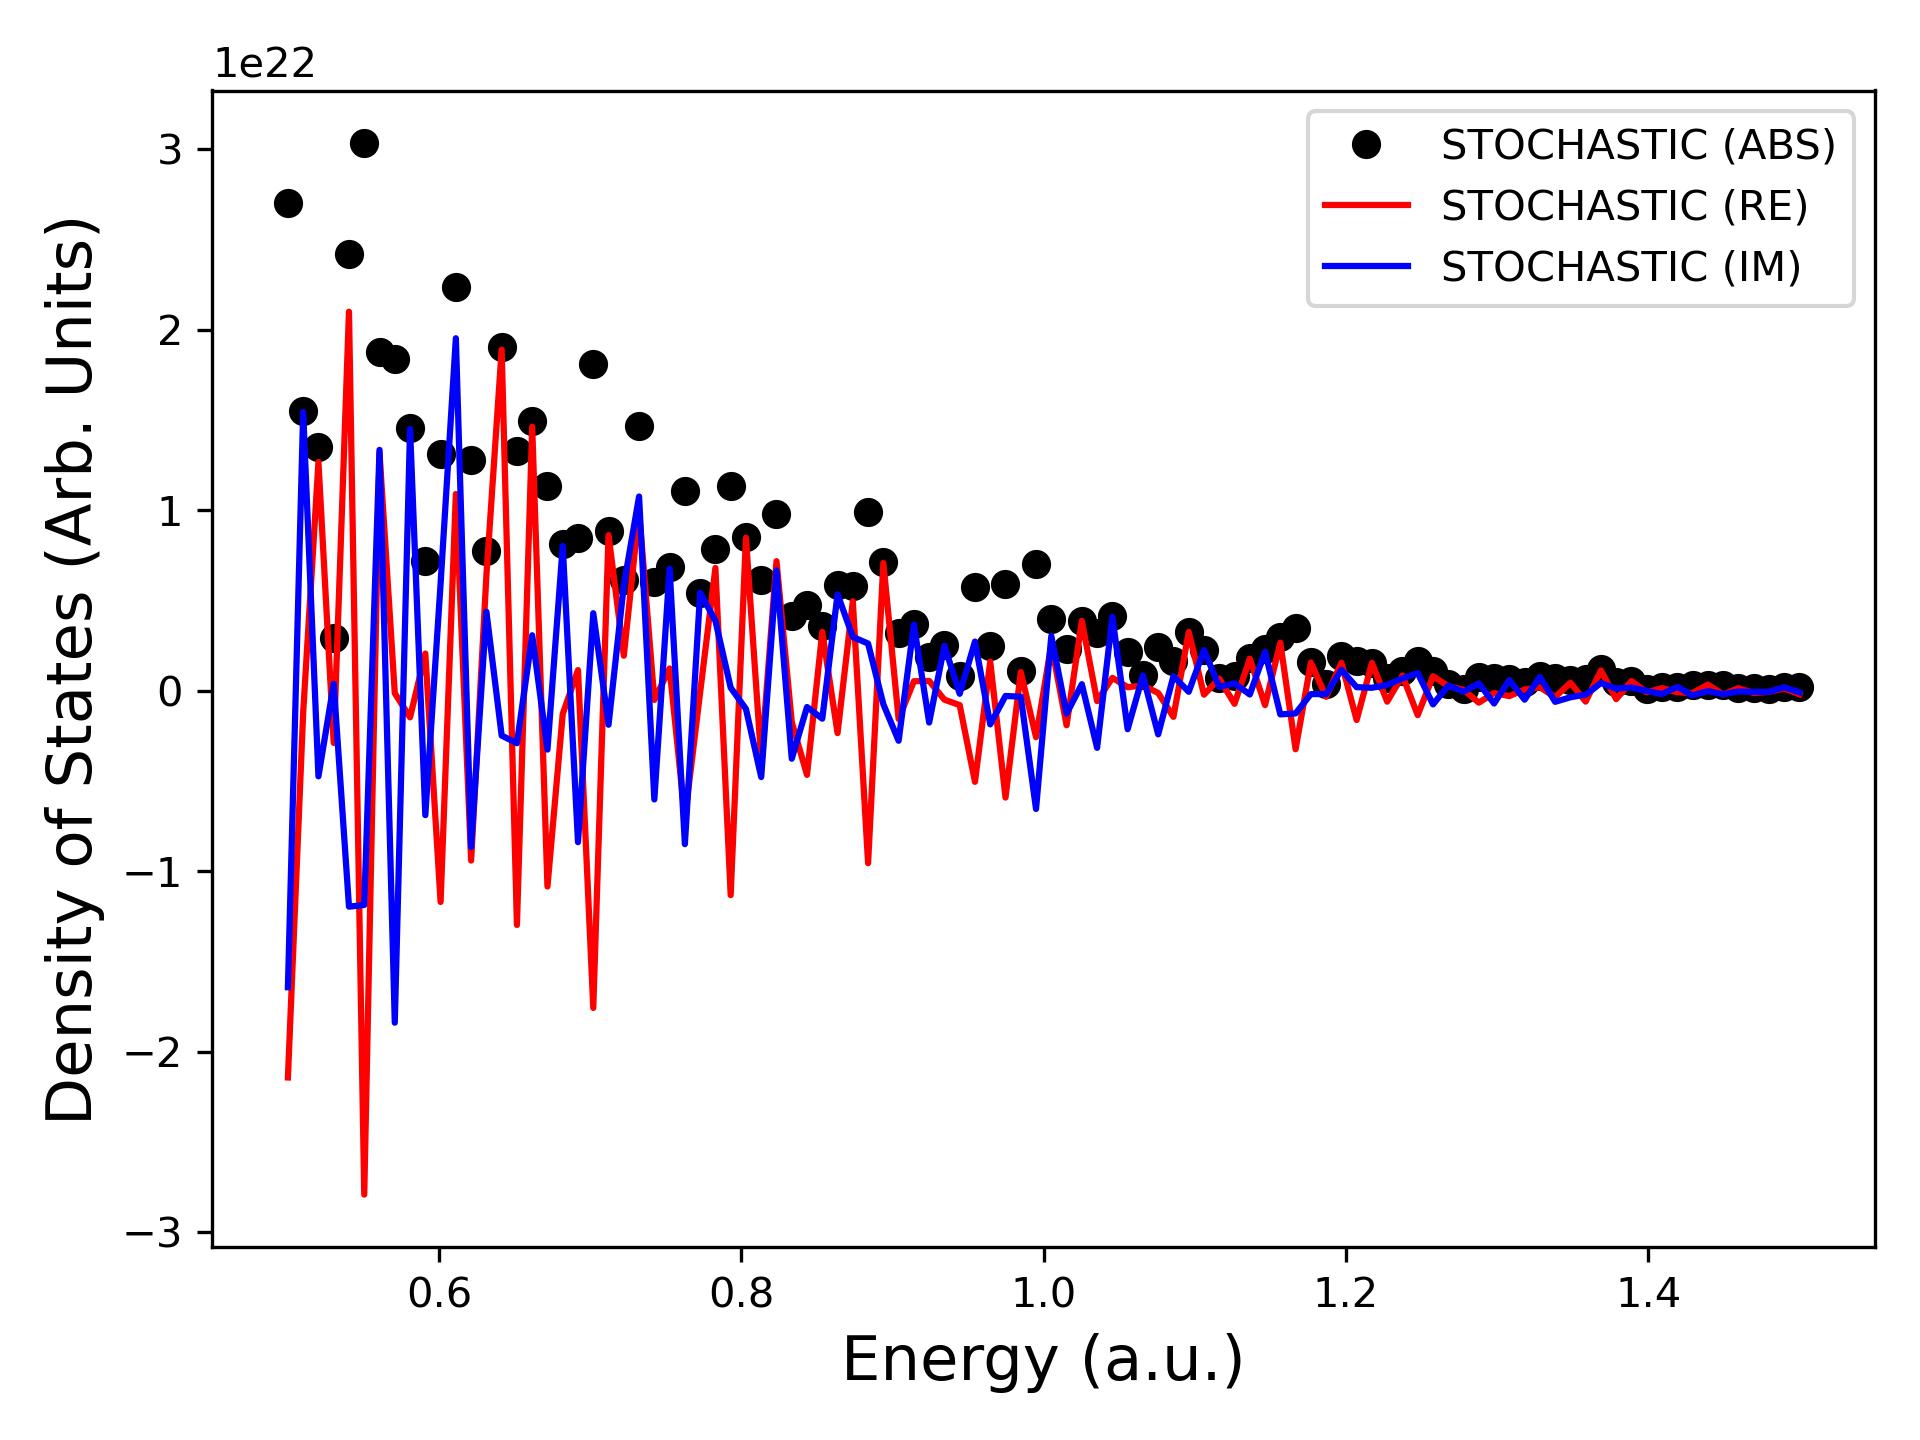 1e22
3
2
1
0
−1
−2
−3
Density of States (Arb. Units)
STOCHASTIC (ABS)
STOCHASTIC (RE)
STOCHASTIC (IM)
0.6
0.8
1.0
1.2
1.4
Energy (a.u.)